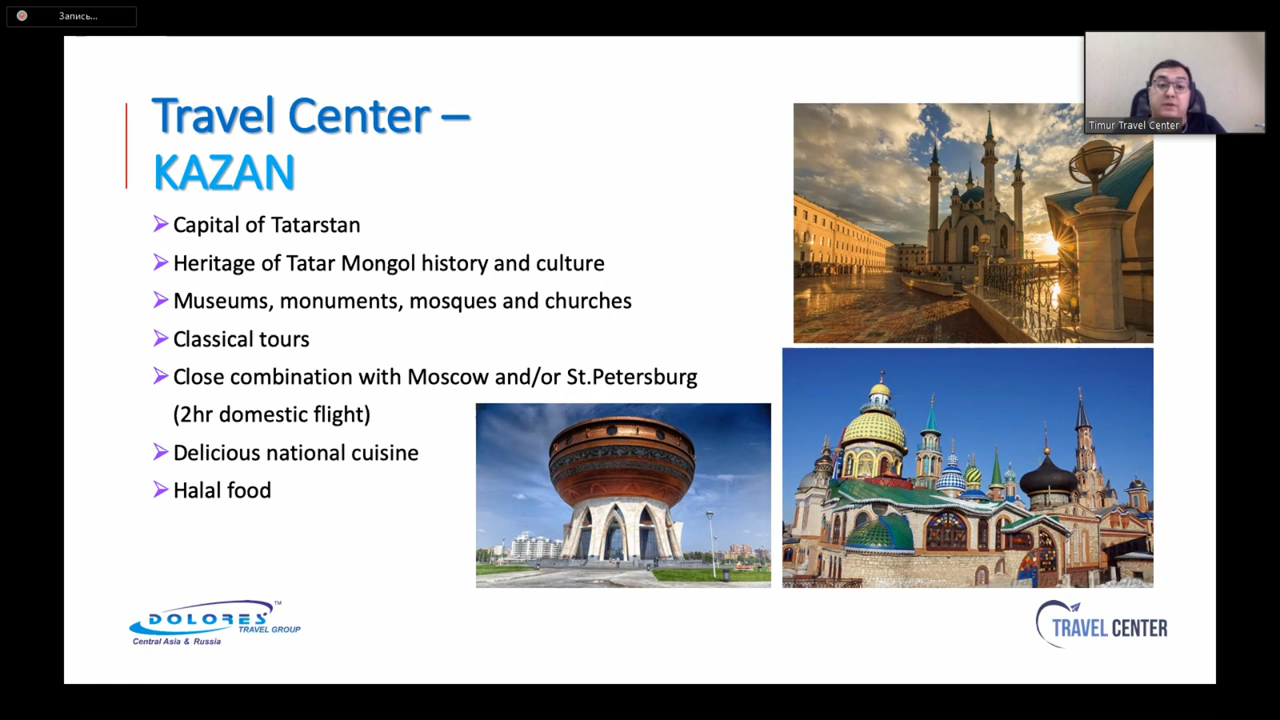 Запись...
Travel Center –
KAZAN
Capital of Tatarstan
Heritage of Tatar Mongol history and culture
Museums, monuments, mosques and churches
Classical tours
Close combination with Moscow and/or St.Petersburg
(2hr domestic flight)
Delicious national cuisine
Halal food
Timur Travel Center
DOLORES™
TRAVEL GROUP
Central Asia & Russia
TRAVEL CENTER